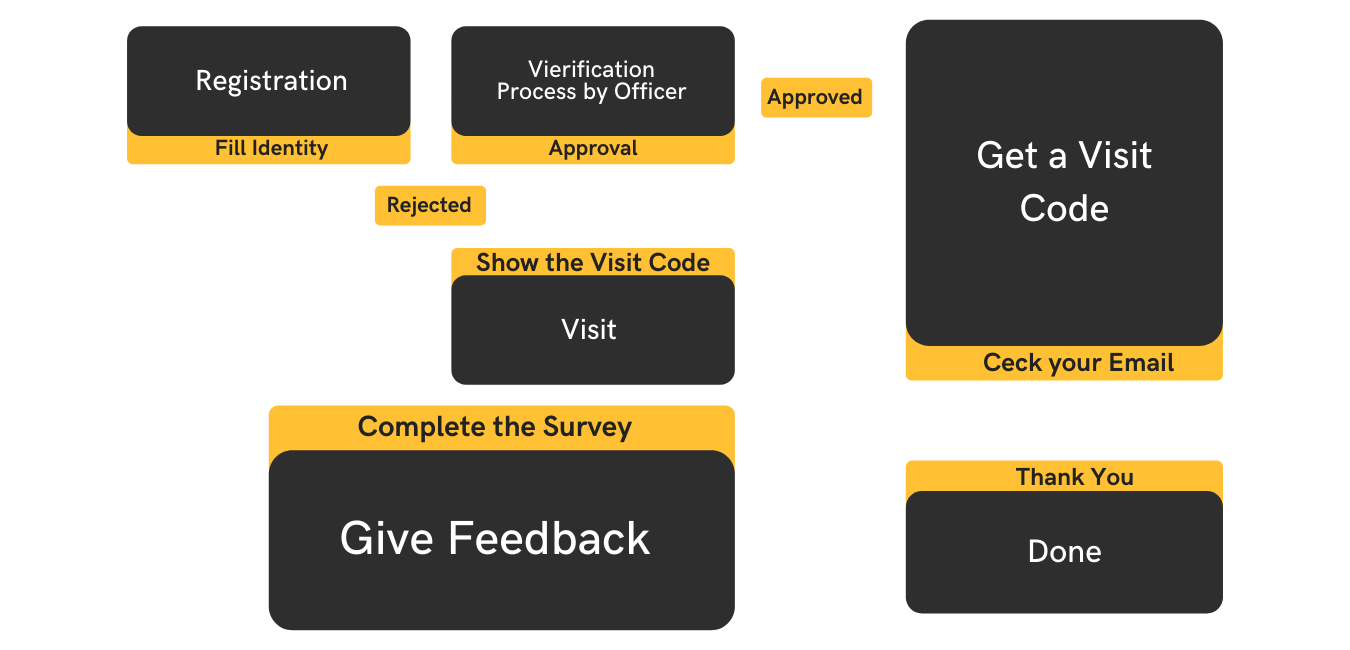 Registration
Fill Identity
Vierification
Process by Officer
Approval
Approved
Get a Visit
Code
Ceck your Email
Rejected
Show the Visit Code
Visit
Complete the Survey
Give Feedback
Thank You
Done